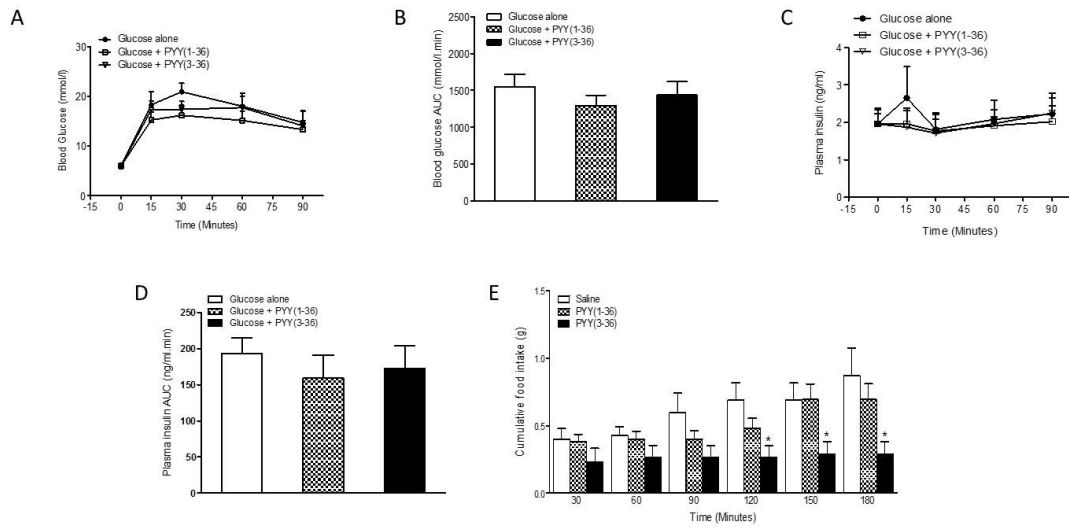 A
Glucose alone
Glucose + PYY(1-36)
Glucose + PYY(3-36)
Blood Glucose (mmol/l)
30
20
10
0
-15 0 15 30 45 60 75 90
Time (Minutes)
B
Glucose alone
Glucose + PYY(1-36)
Glucose + PYY(3-36)
Blood glucose AUC (mmol/l.min)
2500
2000
1500
1000
500
0
C
Glucose alone
Glucose + PYY(1-36)
Glucose + PYY(3-36)
Plasma insulin (ng/ml)
4
3
2
1
0
-15 0 15 30 45 60 75 90
Time (Minutes)
D
Glucose alone
Glucose + PYY(1-36)
Glucose + PYY(3-36)
Plasma insulin AUC (ng/ml.min)
250
200
150
100
50
0
E
Saline
PYY(1-36)
PYY(3-36)
Cumulative food intake (g)
1.5
1.0
0.5
0.0
* * *
30 60 90 120 150 180
Time (Minutes)